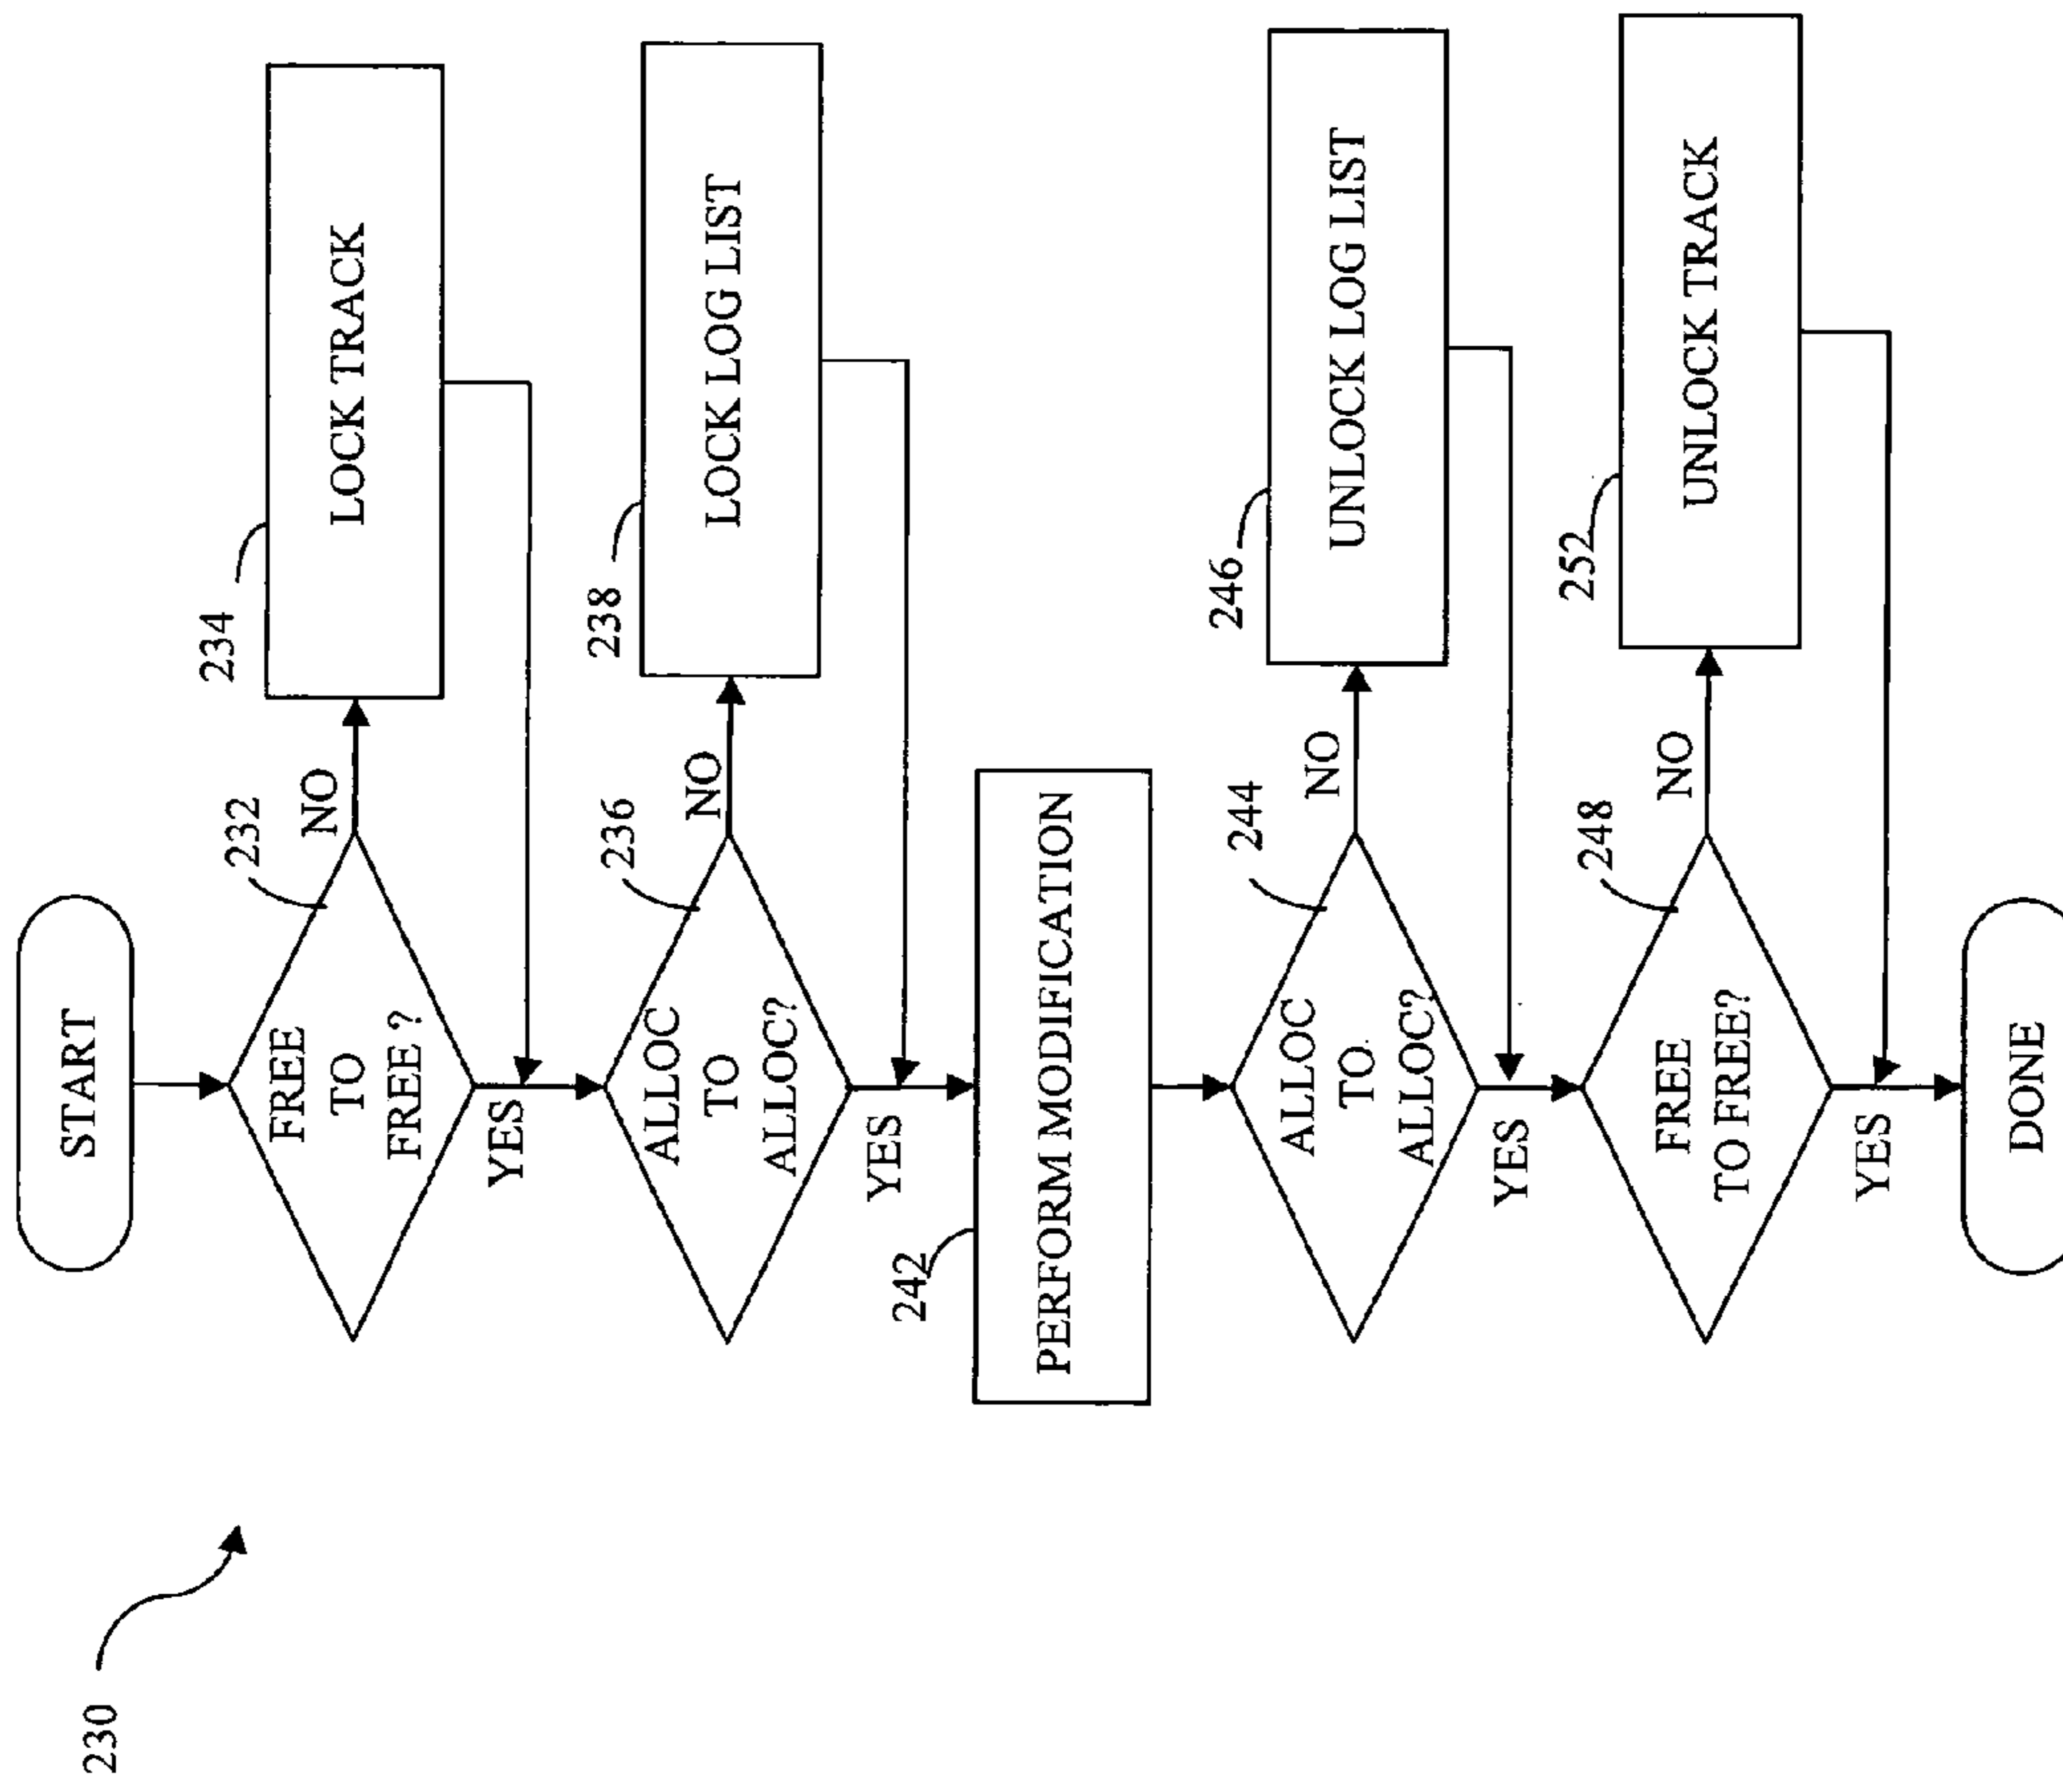 230
START
232
FREE
TO
FREE ?
NO
234
LOCK TRACK
YES
236
ALLOC
TO
ALLOC?
NO
238
LOCK LOG LIST
YES
242
PERFORM MODIFICATION
244
ALLOC
TO
ALLOC?
NO
246
UNLOCK LOG LIST
YES
248
FREE
TO FREE?
NO
252
UNLOCK TRACK
YES
DONE